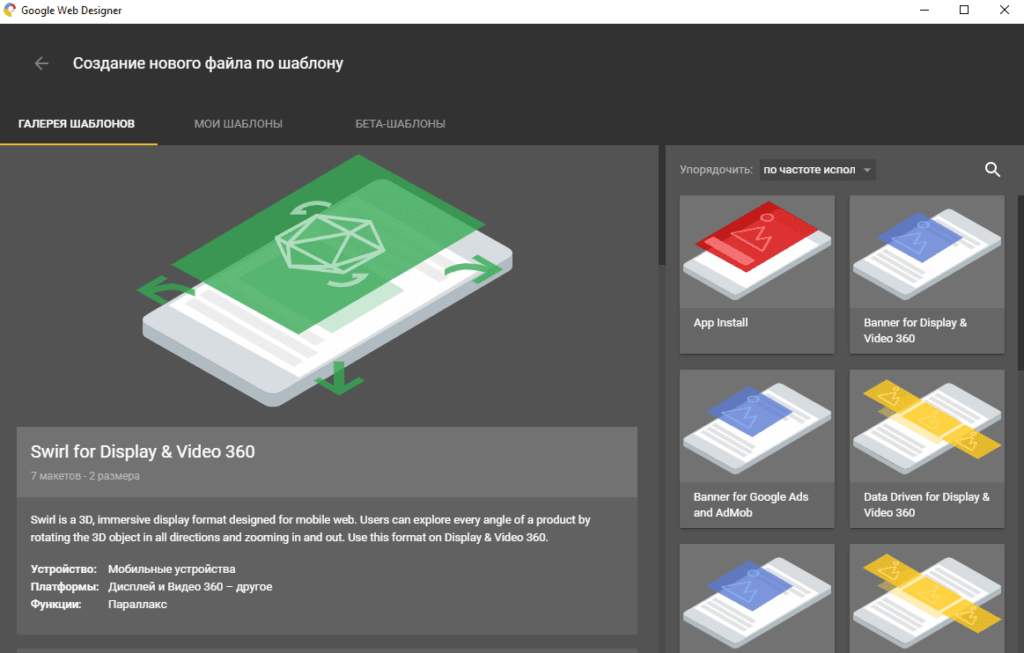 Google Web Designer
Создание нового файла по шаблону
ГАЛЕРЕЯ ШАБЛОНОВ
МОИ ШАБЛОНЫ
БЕТА-ШАБЛОНЫ
Swirl for Display & Video 360
7 макетов - 2 размера
Swirl is a 3D, immersive display format designed for mobile web. Users can explore every angle of a product by
rotating the 3D object in all directions and zooming in and out. Use this format on Display & Video 360.
Устройство: Мобильные устройства
Платформы: Дисплей и Видео 360 – другое
Функции: Параллакс
Упорядочить: по частоте испол
App Install
Banner for Display &
Video 360
Banner for Google Ads
and AdMob
Data Driven for Display &
Video 360